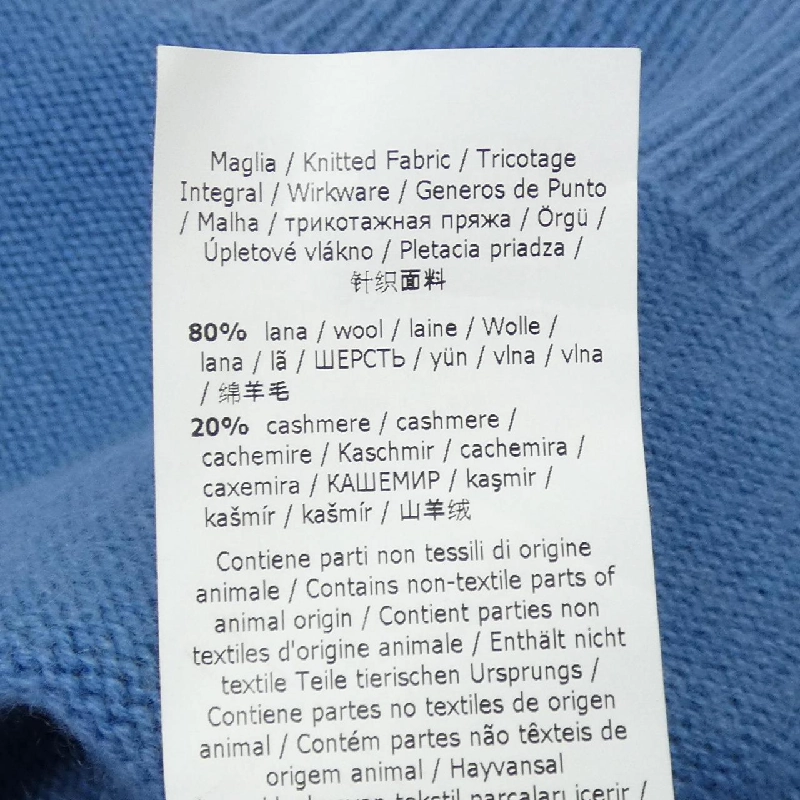 Maglia / Knitted Fabric / Tricotage
Integral / Wirkware / Generos de Punto
/ Malha / трикотажная пряжа / Örgü /
Úpletové vlákno / Pletacia priadza /
针织面料
80% lana / wool / laine / Wolle /
lana / lã / ШЕРСТЬ / yün / vlna / vlna
/ 绵羊毛
20% cashmere / cashmere /
cachemire / Kaschmir / cachemira /
caxemira / КАШЕМИР / kaşmir /
kašmír / kašmír / 山羊绒
Contiene parti non tessili di origine
animale / Contains non-textile parts of
animal origin / Contient parties non
textiles d'origine animale / Enthält nicht
textile Teile tierischen Ursprungs /
Contiene partes no textiles de origen
animal / Contém partes não têxteis de
origem animal / Hayvansal
tekstil parçaları içerir /